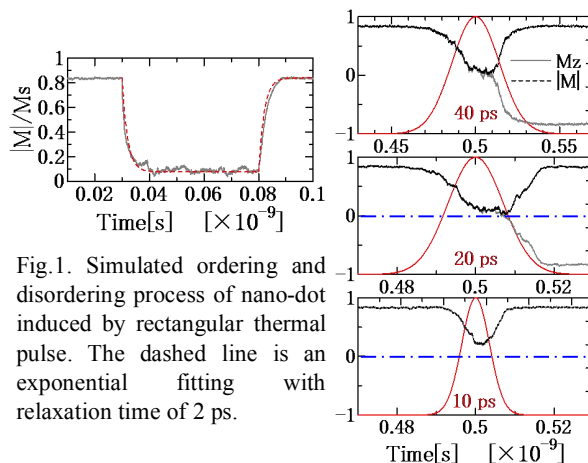 |M|/Ms
1
0.8
0.6
0.4
0.2
0
0.02 0.04 0.06 0.08 0.1
Time[s] [×10⁻⁹]
Fig.1. Simulated ordering and
disordering process of nano-dot
induced by rectangular thermal
pulse. The dashed line is an
exponential fitting with
relaxation time of 2 ps.
1
0
−1
Mz
|M|
40 ps
0.45 0.5 0.55
1
0
−1
20 ps
0.48 0.5 0.52
1
0
−1
10 ps
0.48 0.5 0.52
Time[s] [×10⁻⁹]